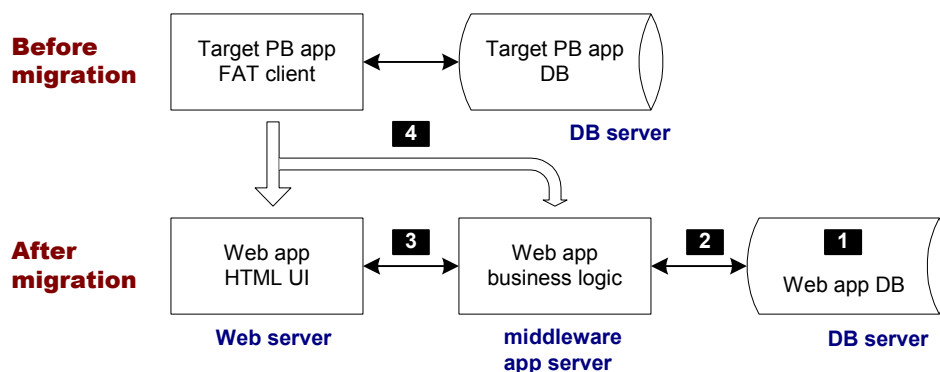 Before
migration
Target PB app
FAT client
Target PB app
DB
DB server
4
After
migration
Web app
HTML UI
3
Web app
business logic
2
1
Web app DB
Web server
middleware
app server
DB server